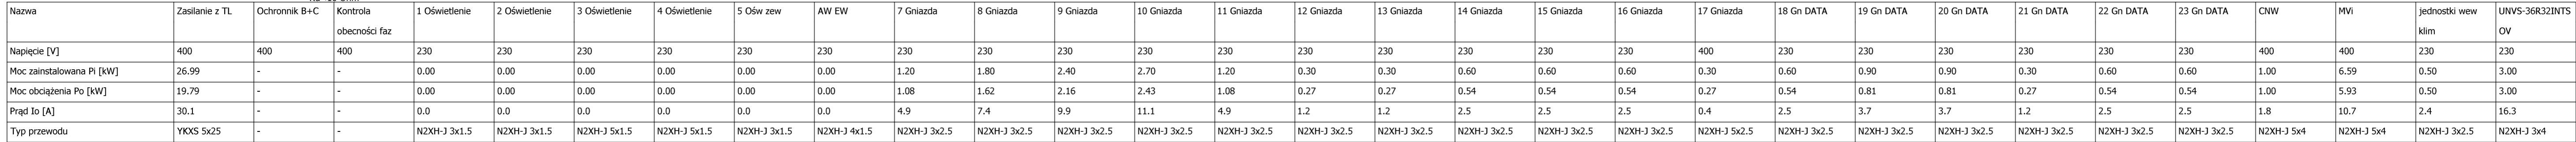 Nazwa Zasilanie z TL Ochronnik B+C Kontrola 1 Oświetlenie 2 Oświetlenie 3 Oświetlenie 4 Oświetlenie 5 Ośw zew AW EW 7 Gniazda 8 Gniazda 9 Gniazda 10 Gniazda 11 Gniazda 12 Gniazda 13 Gniazda 14 Gniazda 15 Gniazda 16 Gniazda 17 Gniazda 18 Gn DATA 19 Gn DATA 20 Gn DATA 21 Gn DATA 22 Gn DATA 23 Gn DATA CNW MVi jednostki wew UNVS-36R32INTS
obecności faz klim OV
Napięcie [V] 400 400 400 230 230 230 230 230 230 230 230 230 230 230 230 230 230 230 230 400 230 230 230 230 230 230 400 400 230 230
Moc zainstalowana Pi [kW] 26.99 - - 0.00 0.00 0.00 0.00 0.00 0.00 1.20 1.80 2.40 2.70 1.20 0.30 0.30 0.60 0.60 0.60 0.30 0.60 0.90 0.90 0.30 0.60 0.60 1.00 6.59 0.50 3.00
Moc obciążenia Po [kW] 19.79 - - 0.00 0.00 0.00 0.00 0.00 0.00 1.08 1.62 2.16 2.43 1.08 0.27 0.27 0.54 0.54 0.54 0.27 0.54 0.81 0.81 0.27 0.54 0.54 1.00 5.93 0.50 3.00
Prąd Io [A] 30.1 - - 0.0 0.0 0.0 0.0 0.0 0.0 4.9 7.4 9.9 11.1 4.9 1.2 1.2 2.5 2.5 2.5 0.4 2.5 3.7 3.7 1.2 2.5 2.5 1.8 10.7 2.4 16.3
Typ przewodu YKXS 5x25 - - N2XH-J 3x1.5 N2XH-J 3x1.5 N2XH-J 5x1.5 N2XH-J 5x1.5 N2XH-J 3x1.5 N2XH-J 4x1.5 N2XH-J 3x2.5 N2XH-J 3x2.5 N2XH-J 3x2.5 N2XH-J 3x2.5 N2XH-J 3x2.5 N2XH-J 3x2.5 N2XH-J 3x2.5 N2XH-J 3x2.5 N2XH-J 3x2.5 N2XH-J 3x2.5 N2XH-J 5x2.5 N2XH-J 3x2.5 N2XH-J 3x2.5 N2XH-J 3x2.5 N2XH-J 3x2.5 N2XH-J 3x2.5 N2XH-J 3x2.5 N2XH-J 5x4 N2XH-J 5x4 N2XH-J 3x2.5 N2XH-J 3x4